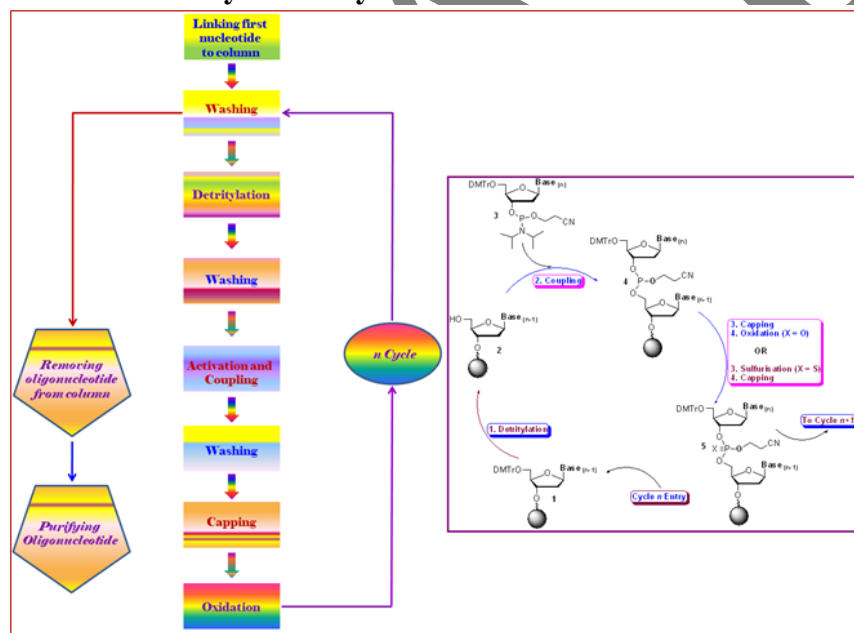 Linking first
nucleotide
to column
Washing
Detritylation
Washing
Activation and
Coupling
Washing
Capping
Oxidation
n Cycle
Removing
oligonucleotide
from column
Purifying
Oligonucleotide
DMTrO
Base (n)
O
O
3
P
O
CN
N
2. Coupling
DMTrO
Base (n)
O
O
4
P
O
CN
O
Base (n-1)
O
O
HO
Base (n-1)
O
O
2
3. Capping
4. Oxidation (X = O)
OR
3. Sulfurisation (X = S)
4. Capping
1. Detritylation
DMTrO
Base (n)
O
O
5
X
P
O
CN
O
Base (n-1)
O
O
To Cycle n+1
DMTrO
Base (n-1)
O
O
1
Cycle n Entry